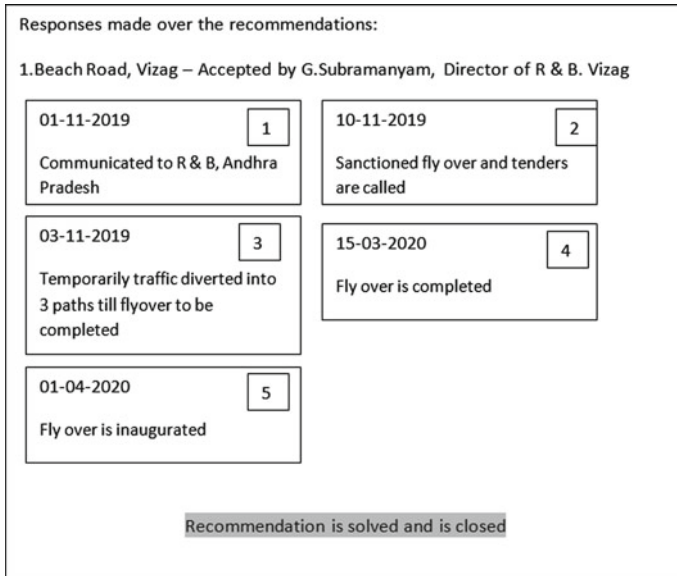 Responses made over the recommendations:
1.Beach Road, Vizag – Accepted by G.Subramanyam, Director of R & B. Vizag
01-11-2019
1
Communicated to R & B, Andhra
Pradesh
10-11-2019
2
Sanctioned fly over and tenders
are called
03-11-2019
3
Temporarily traffic diverted into
3 paths till flyover to be
completed
15-03-2020
4
Fly over is completed
01-04-2020
5
Fly over is inaugurated
Recommendation is solved and is closed